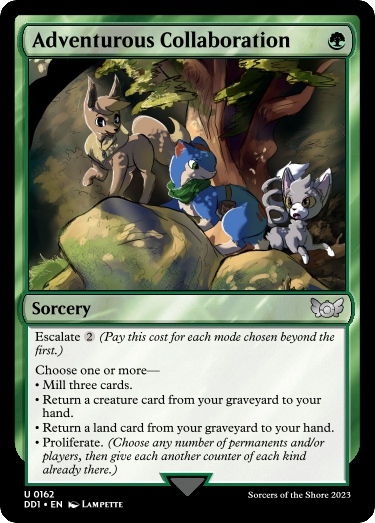 Adventurous Collaboration
Sorcery
Escalate 2 (Pay this cost for each mode chosen beyond the
first.)
Choose one or more—
• Mill three cards.
• Return a creature card from your graveyard to your
hand.
• Return a land card from your graveyard to your hand.
• Proliferate. (Choose any number of permanents and/or
players, then give each another counter of each kind
already there.)
U 0162
DD1 • EN LAMPETTE
Sorcers of the Shore 2023